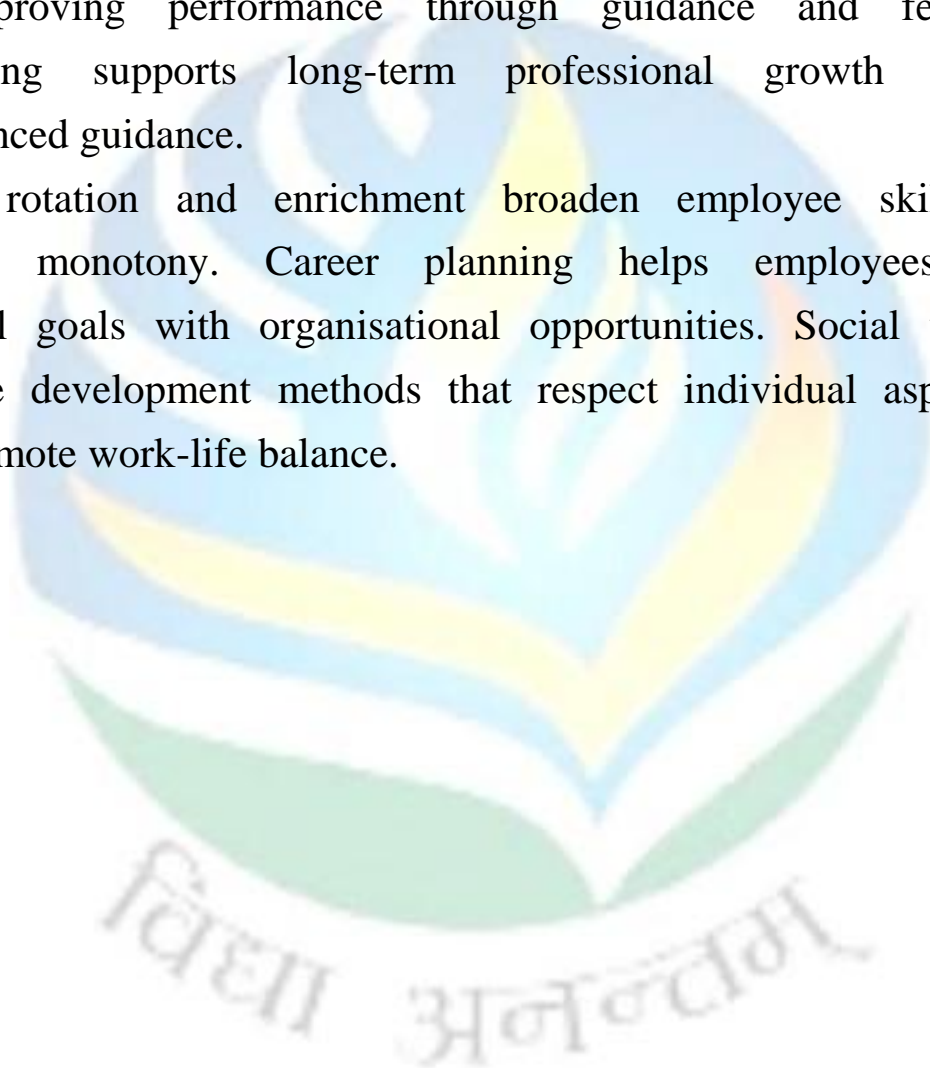 proving performance through guidance and fe
ng supports long-term professional growth
nced guidance.
rotation and enrichment broaden employee ski
monotony. Career planning helps employees
l goals with organisational opportunities. Social
e development methods that respect individual asp
mote work-life balance.
विद्या अनन्तम्